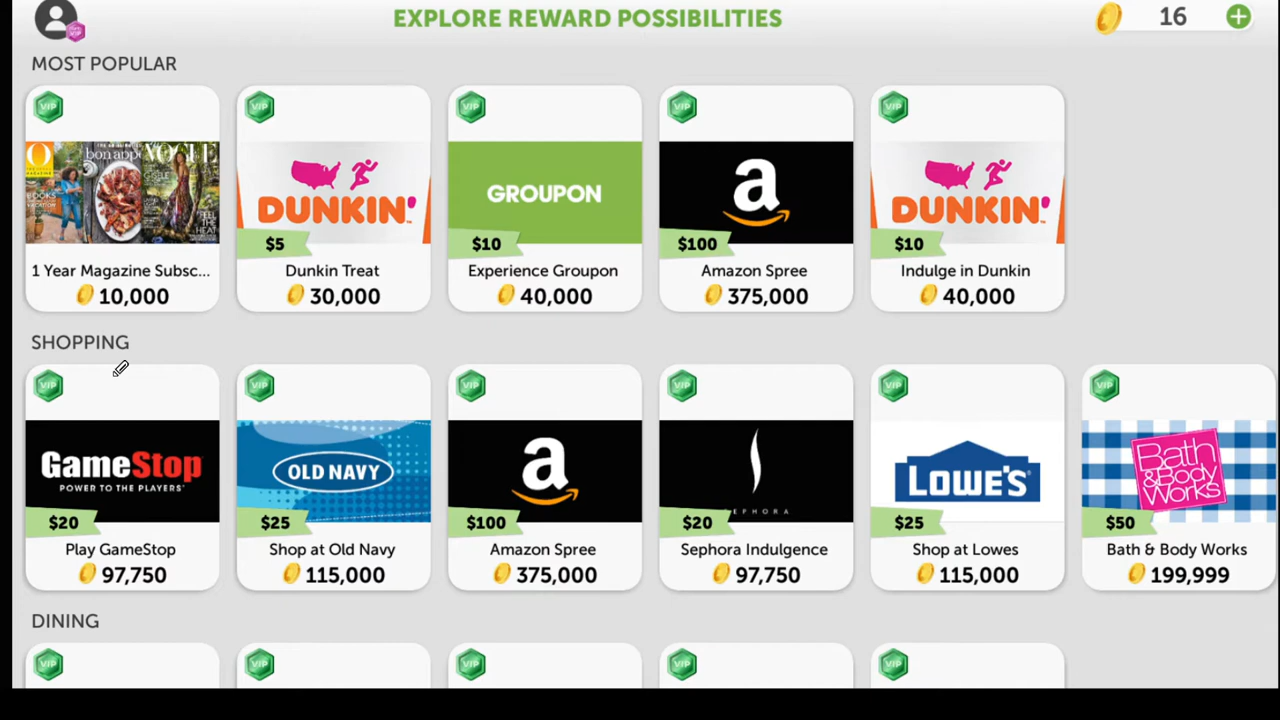 EXPLORE REWARD POSSIBILITIES
16
VIP
MOST POPULAR
VIP
VIP
VIP
VIP
VIP
O
bon app
VOGUE
DUNKIN'
GROUPON
a
DUNKIN'
$5
$10
$100
$10
1 Year Magazine Subsc...
Dunkin Treat
Experience Groupon
Amazon Spree
Indulge in Dunkin
10,000
30,000
40,000
375,000
40,000
SHOPPING
VIP
VIP
VIP
VIP
VIP
VIP
GameStop
POWER TO THE PLAYERS
OLD NAVY
a
SEPHORA
LOWE'S
Bath
& Body
Works
$20
$25
$100
$20
$25
$50
Play GameStop
Shop at Old Navy
Amazon Spree
Sephora Indulgence
Shop at Lowes
Bath & Body Works
97,750
115,000
375,000
97,750
115,000
199,999
DINING
VIP
VIP
VIP
VIP
VIP